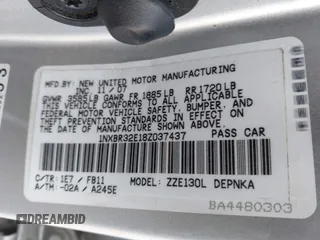 MFD BY: NEW UNITED MOTOR MANUFACTURING
INC. 11/07
GVWR 3585LB GAWR FR 1885LB RR 1720LB
THIS VEHICLE CONFORMS TO ALL APPLICABLE
FEDERAL MOTOR VEHICLE SAFETY, BUMPER, AND
THEFT PREVENTION STANDARDS IN EFFECT ON
THE DATE OF MANUFACTURE SHOWN ABOVE.
1NXBR32E18Z037437
PASS. CAR
C/TR: 1E7 / FB11 MODEL: ZZE130L DEPNKA
A/TM: -02A / A245E
BA4480303
DREAMBID